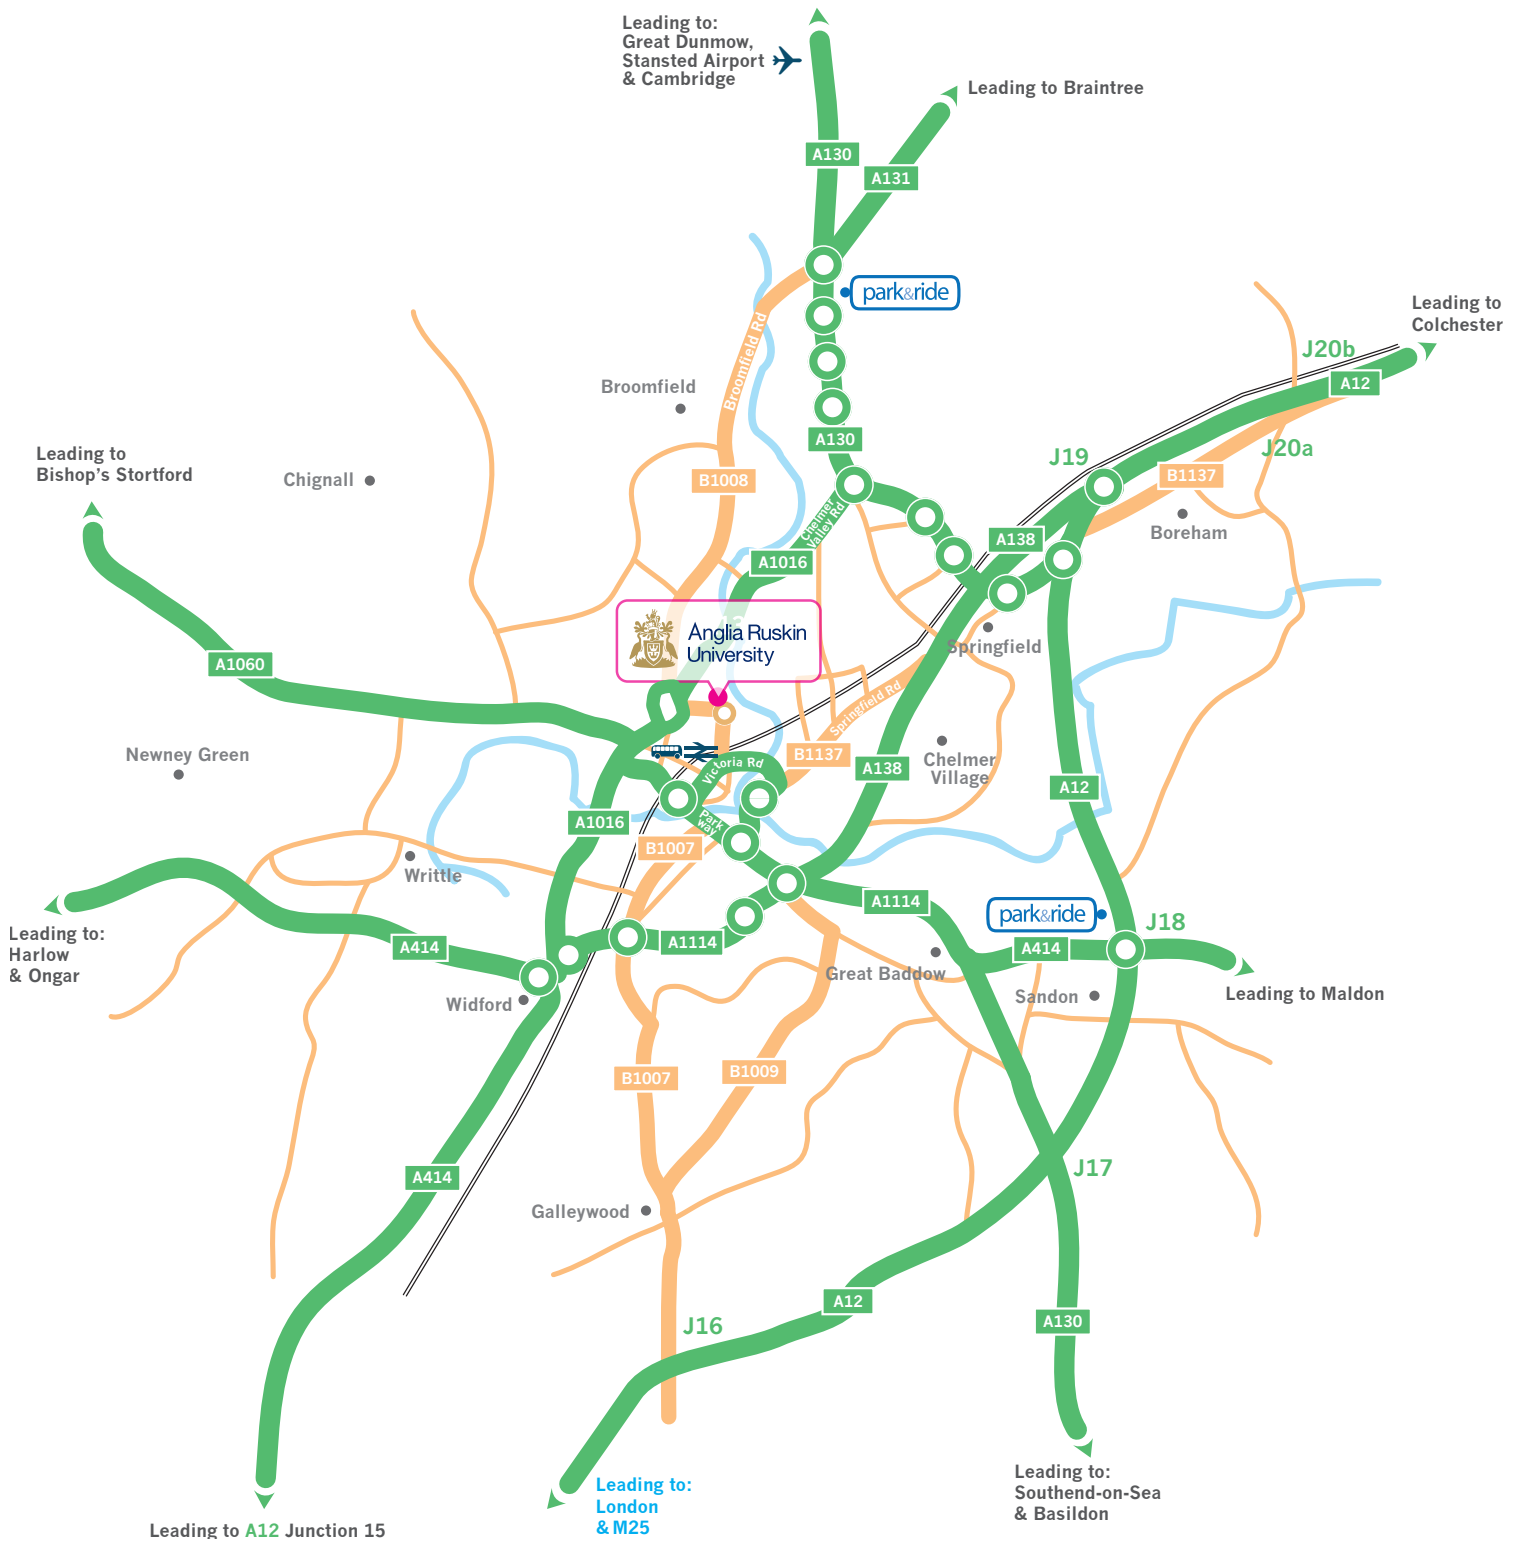 Leading to:
Great Dunmow,
Stansted Airport
& Cambridge
Leading to Braintree
A130
A131
park&ride
Leading to
Colchester
Broomfield Rd
J20b
A12
Broomfield
A130
J20a
J19
Leading to
Bishop's Stortford
Chignall
B1008
B1137
Chelmer
Valley Rd
A138
Boreham
A1016
Anglia Ruskin
University
Springfield
A1060
Springfield Rd
Newney Green
B1137
Chelmer
Village
Victoria Rd
A138
A12
A1016
Park
way
B1007
Writtle
A1114
park&ride
J18
Leading to:
Harlow
& Ongar
A414
A1114
A414
Great Baddow
Sandon
Leading to Maldon
Widford
B1007
B1009
A414
J17
Galleywood
A12
J16
A130
Leading to:
London
& M25
Leading to:
Southend-on-Sea
& Basildon
Leading to A12 Junction 15